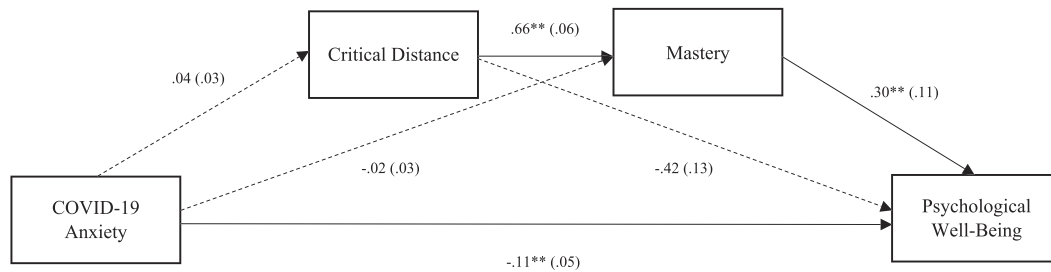 .66** (.06)
Critical Distance
Mastery
.04 (.03)
.30** (.11)
-.02 (.03)
-.42 (.13)
COVID-19
Anxiety
Psychological
Well-Being
-.11** (.05)